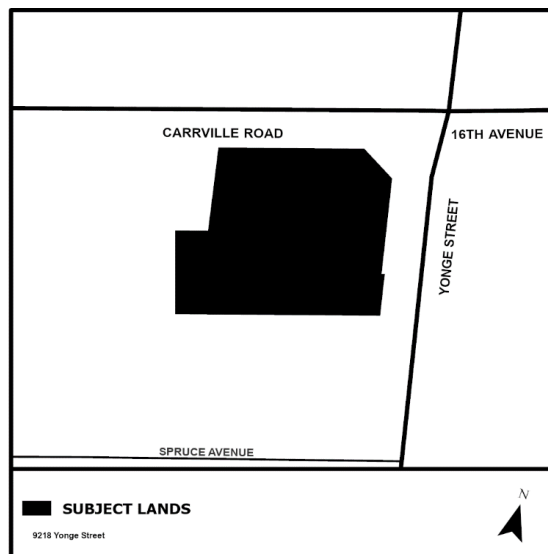 CARRVILLE ROAD
16TH AVENUE
YONGE STREET
SPRUCE AVENUE
N
SUBJECT LANDS
9218 Yonge Street